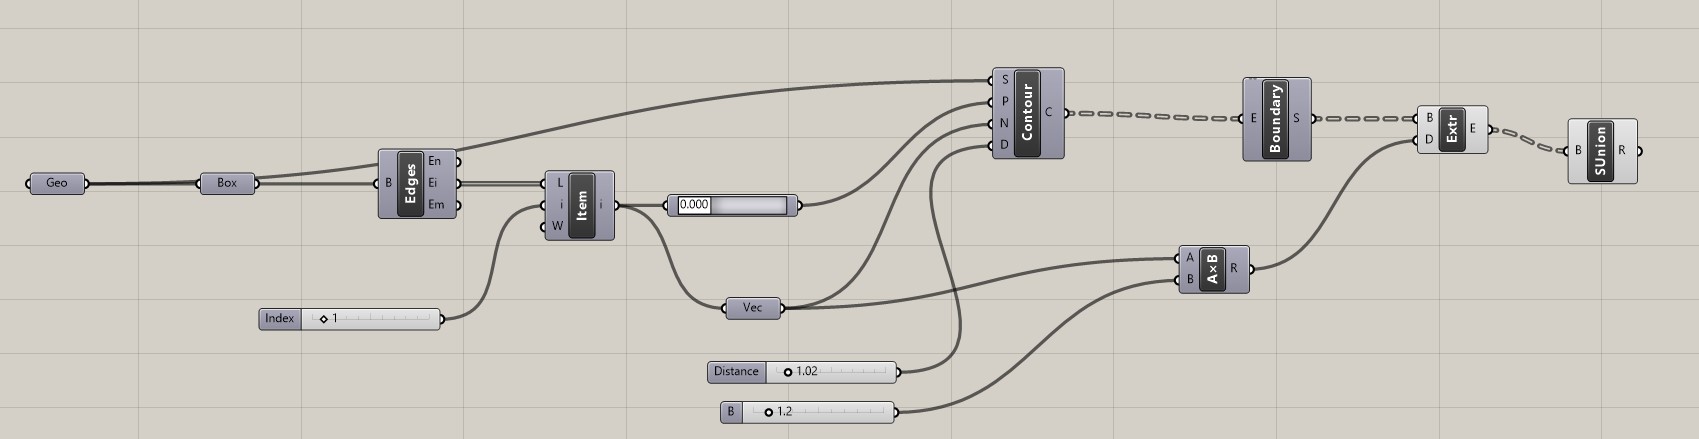 Geo
Box
B
Edges
En
Ei
Em
L
i
W
Item
i
Index
1
0.000
Vec
Distance
1.02
B
1.2
S
P
N
D
Contour
C
A
B
A×B
R
E
Boundary
S
B
D
Extr
E
B
SUnion
R